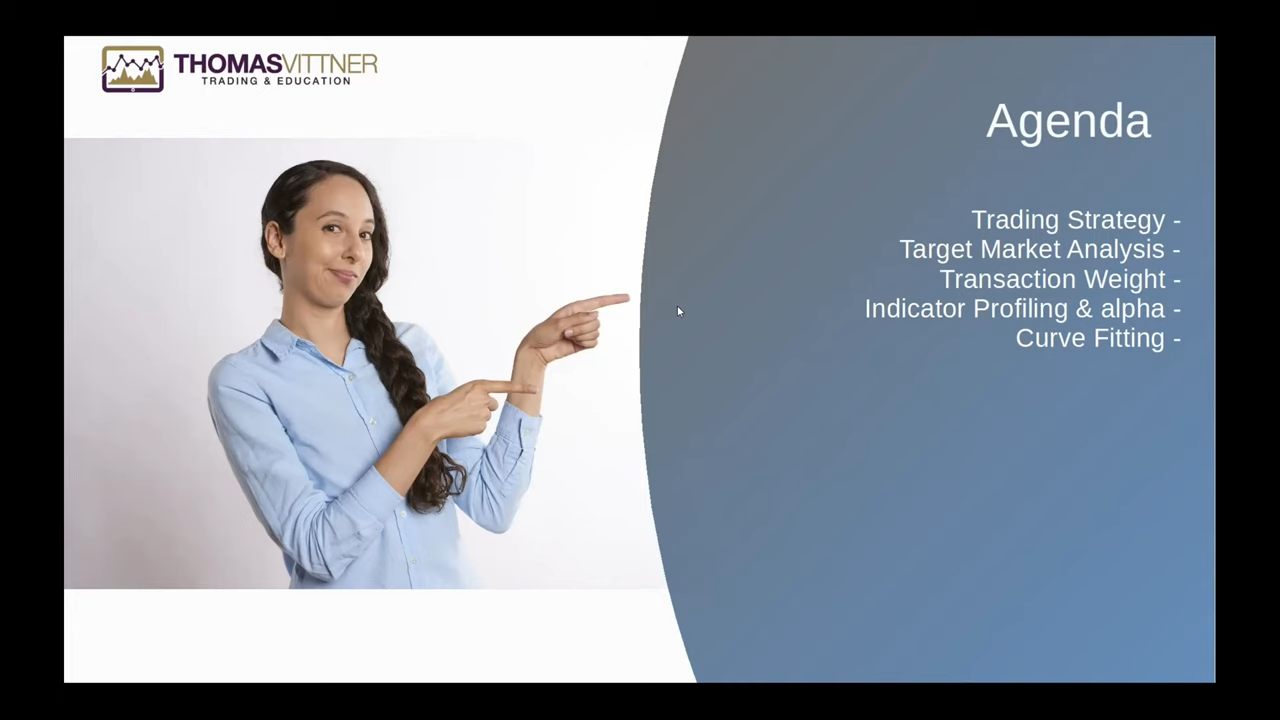 THOMASVITTNER
TRADING & EDUCATION
Agenda
Trading Strategy -
Target Market Analysis -
Transaction Weight -
Indicator Profiling & alpha -
Curve Fitting -